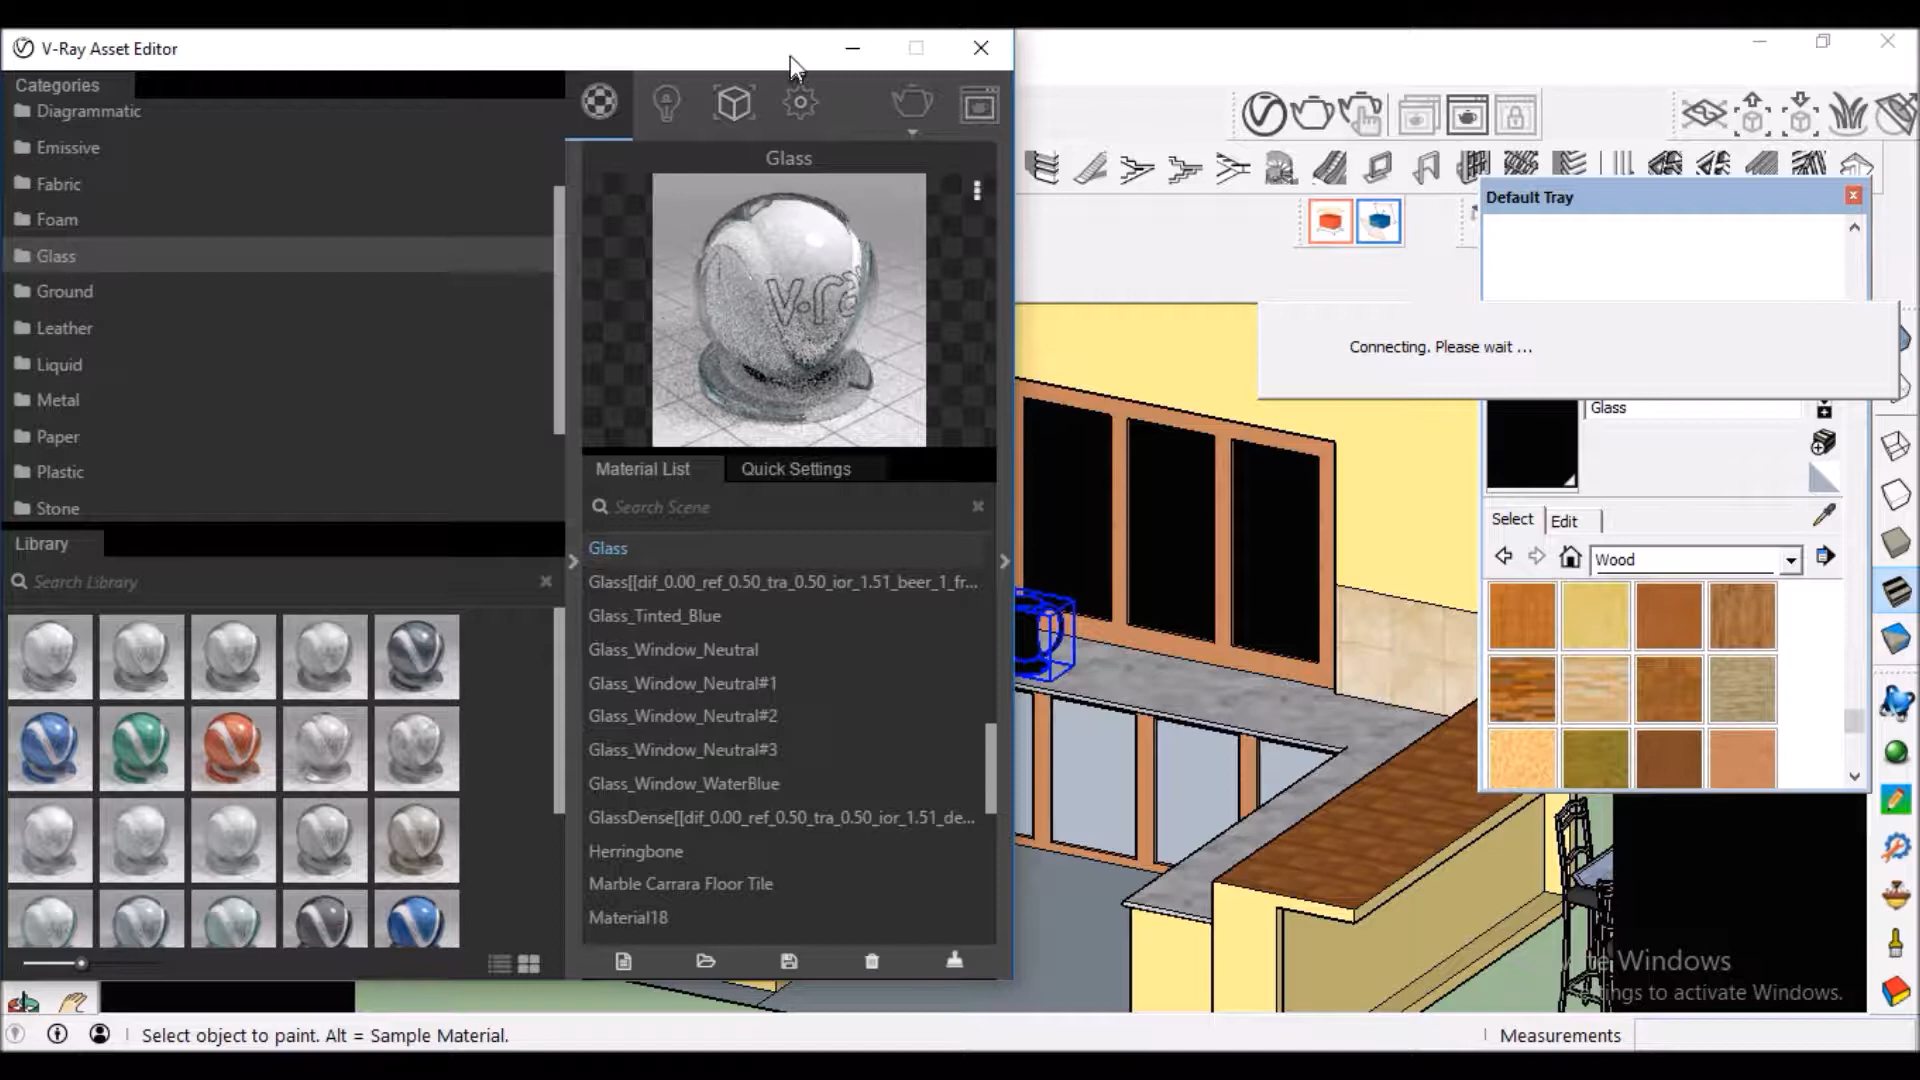 V-Ray Asset Editor
Categories
Diagrammatic
Emissive
Fabric
Foam
Glass
Ground
Leather
Liquid
Metal
Paper
Plastic
Stone
Library
Search Library
Glass
v·ra
Material List
Quick Settings
Search Scene
Glass
Glass[[dif_0.00_ref_0.50_tra_0.50_ior_1.51_beer_1_fr...
Glass_Tinted_Blue
Glass_Window_Neutral
Glass_Window_Neutral#1
Glass_Window_Neutral#2
Glass_Window_Neutral#3
Glass_Window_WaterBlue
GlassDense[[dif_0.00_ref_0.50_tra_0.50_ior_1.51_de...
Herringbone
Marble Carrara Floor Tile
Material18
Default Tray
Connecting. Please wait ...
Glass
Select
Edit
Wood
te Windows
ings to activate Windows.
Select object to paint. Alt = Sample Material.
Measurements